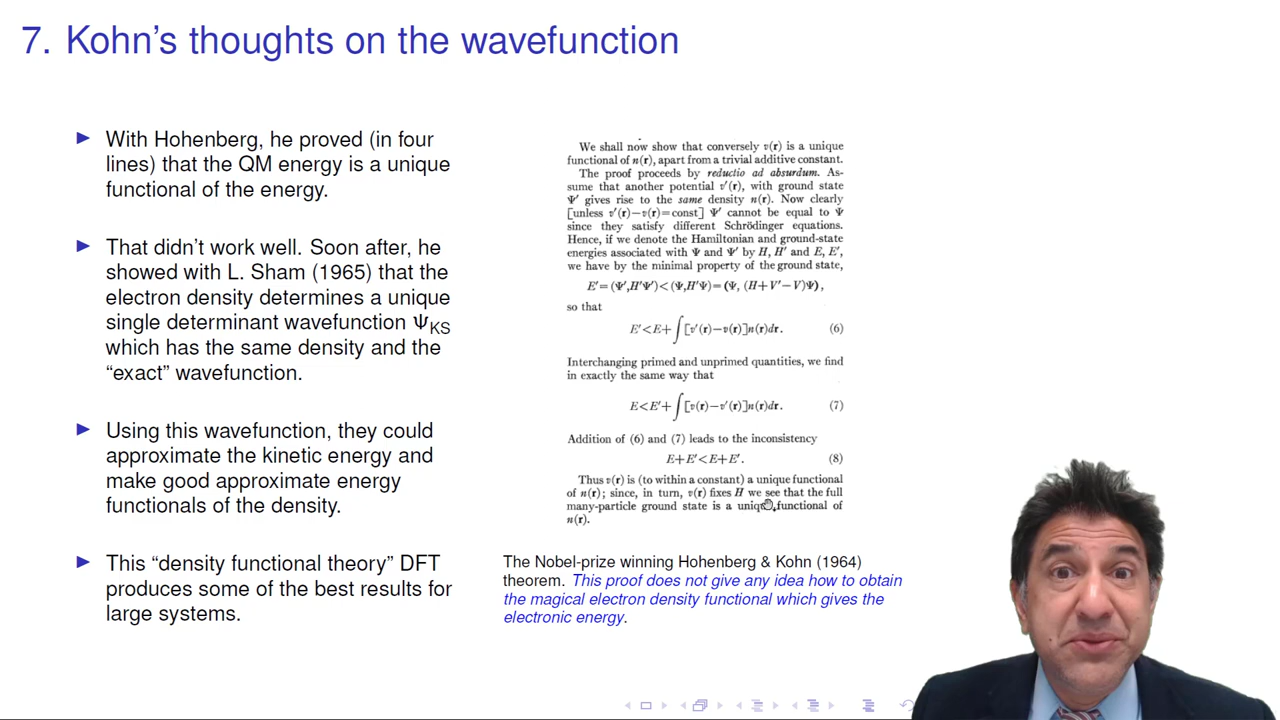 7. Kohn's thoughts on the wavefunction
With Hohenberg, he proved (in four
lines) that the QM energy is a unique
functional of the energy.
That didn't work well. Soon after, he
showed with L. Sham (1965) that the
electron density determines a unique
single determinant wavefunction Ψ_KS
which has the same density and the
“exact” wavefunction.
Using this wavefunction, they could
approximate the kinetic energy and
make good approximate energy
functionals of the density.
This “density functional theory” DFT
produces some of the best results for
large systems.
We shall now show that conversely v(r) is a unique
functional of n(r), apart from a trivial additive constant.
The proof proceeds by reductio ad absurdum. As-
sume that another potential v′(r), with ground state
Ψ′ gives rise to the same density n(r). Now clearly
[unless v′(r)−v(r)=const] Ψ′ cannot be equal to Ψ
since they satisfy different Schrödinger equations.
Hence, if we denote the Hamiltonian and ground-state
energies associated with Ψ and Ψ′ by H, H′ and E, E′,
we have by the minimal property of the ground state,
E′=(Ψ′,H′Ψ′)<(Ψ,H′Ψ)=(Ψ, (H+V′−V)Ψ),
so that
E′<E+∫[v′(r)−v(r)]n(r)dr. (6)
Interchanging primed and unprimed quantities, we find
in exactly the same way that
E<E′+∫[v(r)−v′(r)]n(r)dr. (7)
Addition of (6) and (7) leads to the inconsistency
E+E′<E+E′. (8)
Thus v(r) is (to within a constant) a unique functional
of n(r); since, in turn, v(r) fixes H we see that the full
many-particle ground state is a unique functional of
n(r).
The Nobel-prize winning Hohenberg & Kohn (1964)
theorem. This proof does not give any idea how to obtain
the magical electron density functional which gives the
electronic energy.